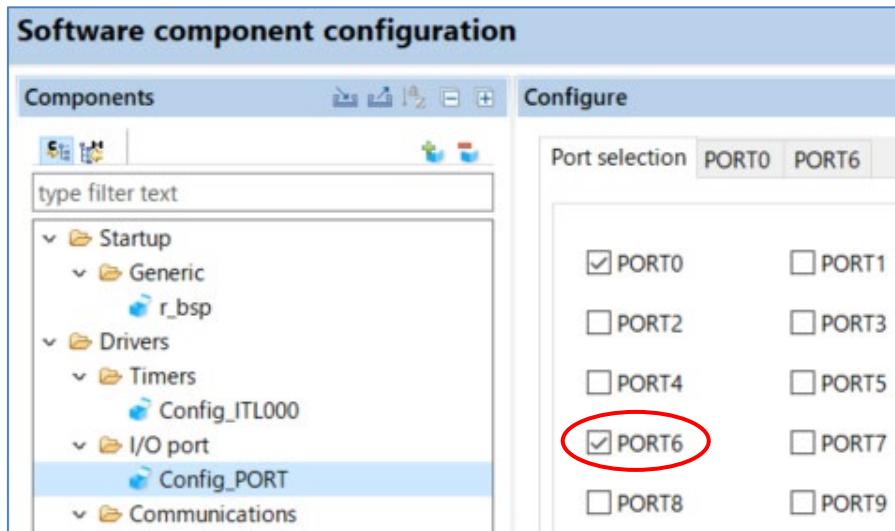 Software component configuration
Components
type filter text
Startup
Generic
r_bsp
Drivers
Timers
Config_ITL000
I/O port
Config_PORT
Communications
Configure
Port selection PORT0 PORT6
PORT0 PORT1
PORT2 PORT3
PORT4 PORT5
PORT6 PORT7
PORT8 PORT9